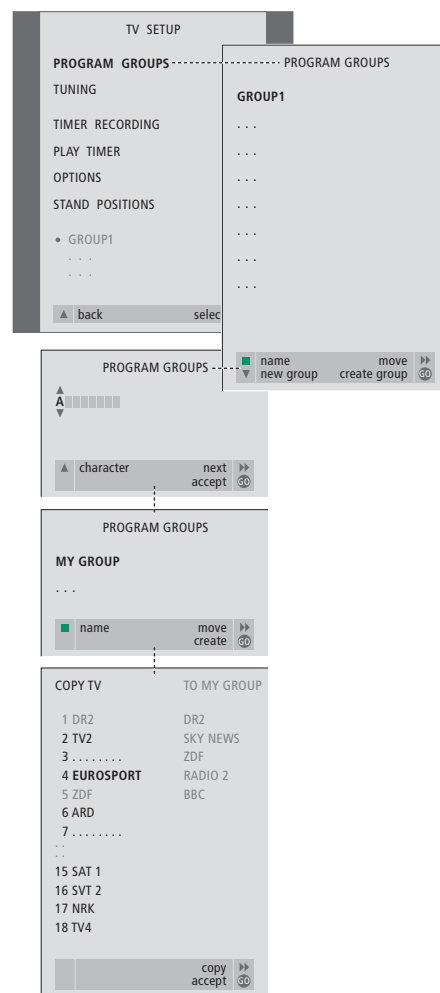 TV SETUP
PROGRAM GROUPS
TUNING
TIMER RECORDING
PLAY TIMER
OPTIONS
STAND POSITIONS
• GROUP1
. . .
. . .
back selec
PROGRAM GROUPS
GROUP1
. . .
. . .
. . .
. . .
. . .
. . .
. . .
name move
new group create group GO
PROGRAM GROUPS
A
character next
accept GO
PROGRAM GROUPS
MY GROUP
. . .
name move
create GO
COPY TV TO MY GROUP
1 DR2 DR2
2 TV2 SKY NEWS
3 . . . . . . . . ZDF
4 EUROSPORT RADIO 2
5 ZDF BBC
6 ARD
7 . . . . . . . .
: :
15 SAT 1
16 SVT 2
17 NRK
18 TV4
copy
accept GO